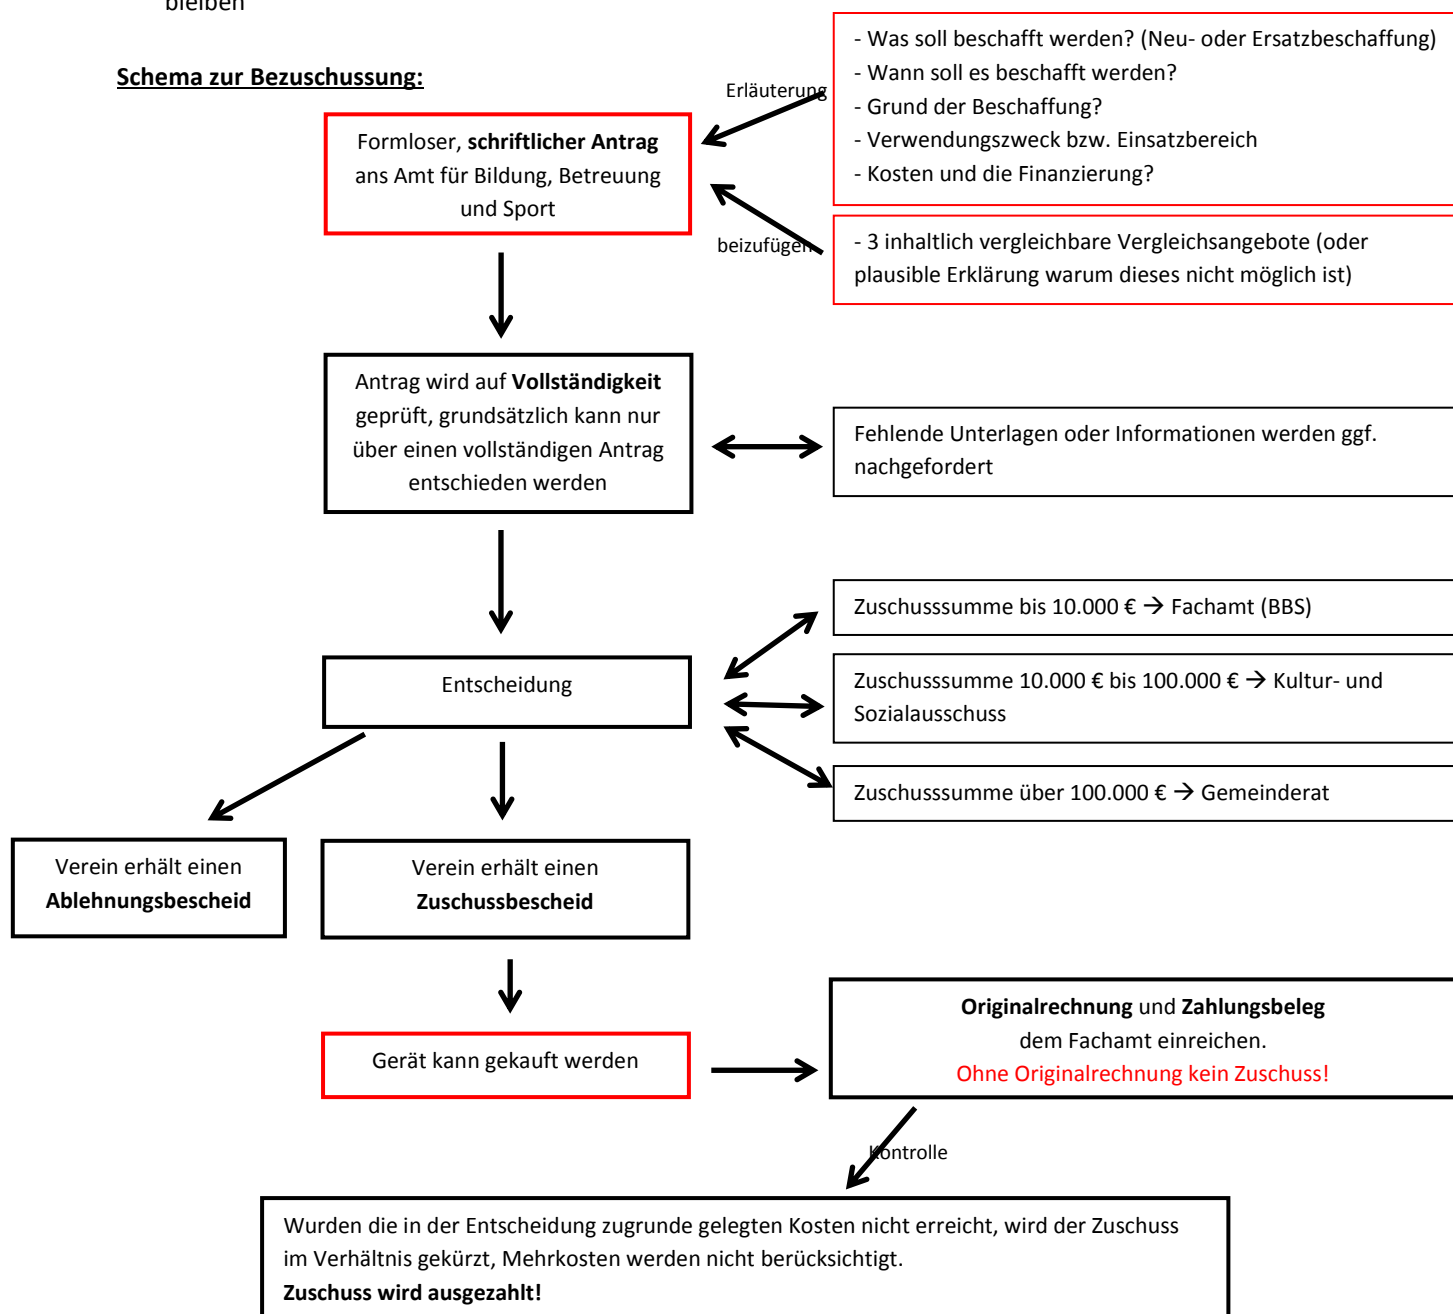 bleiben
Schema zur Bezuschussung:
Erläuterung
- Was soll beschafft werden? (Neu- oder Ersatzbeschaffung)
- Wann soll es beschafft werden?
- Grund der Beschaffung?
- Verwendungszweck bzw. Einsatzbereich
- Kosten und die Finanzierung?
Formloser, schriftlicher Antrag
ans Amt für Bildung, Betreuung
und Sport
beizufügen
- 3 inhaltlich vergleichbare Vergleichsangebote (oder
plausible Erklärung warum dieses nicht möglich ist)
Antrag wird auf Vollständigkeit
geprüft, grundsätzlich kann nur
über einen vollständigen Antrag
entschieden werden
Fehlende Unterlagen oder Informationen werden ggf.
nachgefordert
Zuschusssumme bis 10.000 € → Fachamt (BBS)
Entscheidung
Zuschusssumme 10.000 € bis 100.000 € → Kultur- und
Sozialausschuss
Zuschusssumme über 100.000 € → Gemeinderat
Verein erhält einen
Ablehnungsbescheid
Verein erhält einen
Zuschussbescheid
Gerät kann gekauft werden
Originalrechnung und Zahlungsbeleg
dem Fachamt einreichen.
Ohne Originalrechnung kein Zuschuss!
Kontrolle
Wurden die in der Entscheidung zugrunde gelegten Kosten nicht erreicht, wird der Zuschuss
im Verhältnis gekürzt, Mehrkosten werden nicht berücksichtigt.
Zuschuss wird ausgezahlt!